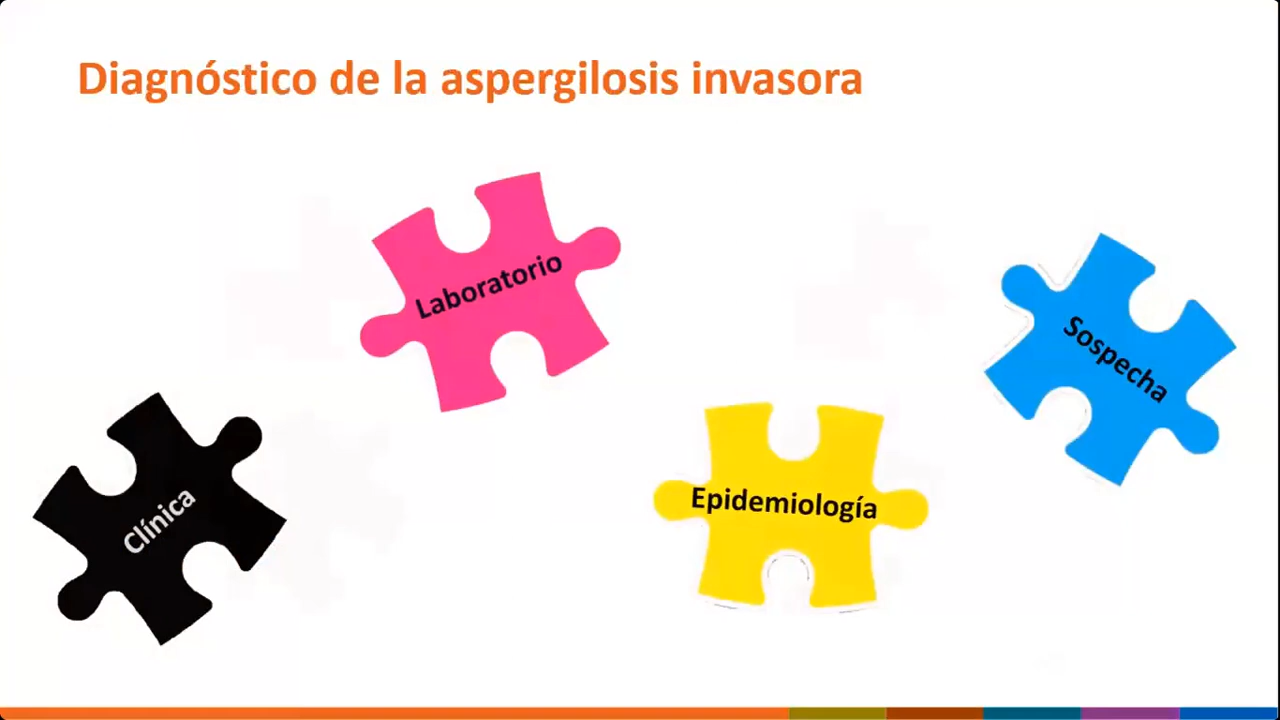 Diagnóstico de la aspergilosis invasora
Laboratorio
Sospecha
Clínica
Epidemiología